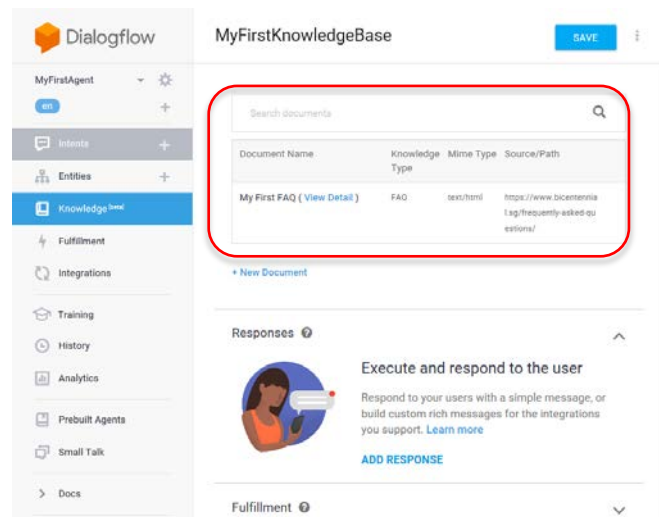 Dialogflow
MyFirstKnowledgeBase
SAVE
MyFirstAgent
en
+
Search documents
Intents
+
Entities
+
Knowledge beta
Fulfillment
Integrations
Training
History
Analytics
Prebuilt Agents
Small Talk
> Docs
Document Name
Knowledge
Type
Mime Type
Source/Path
My First FAQ ( View Detail )
FAQ
text/html
https://www.bicentennia
l.sg/frequently-asked-qu
estions/
+ New Document
Responses ?
Execute and respond to the user
Respond to your users with a simple message, or
build custom rich messages for the integrations
you support. Learn more
ADD RESPONSE
Fulfillment ?